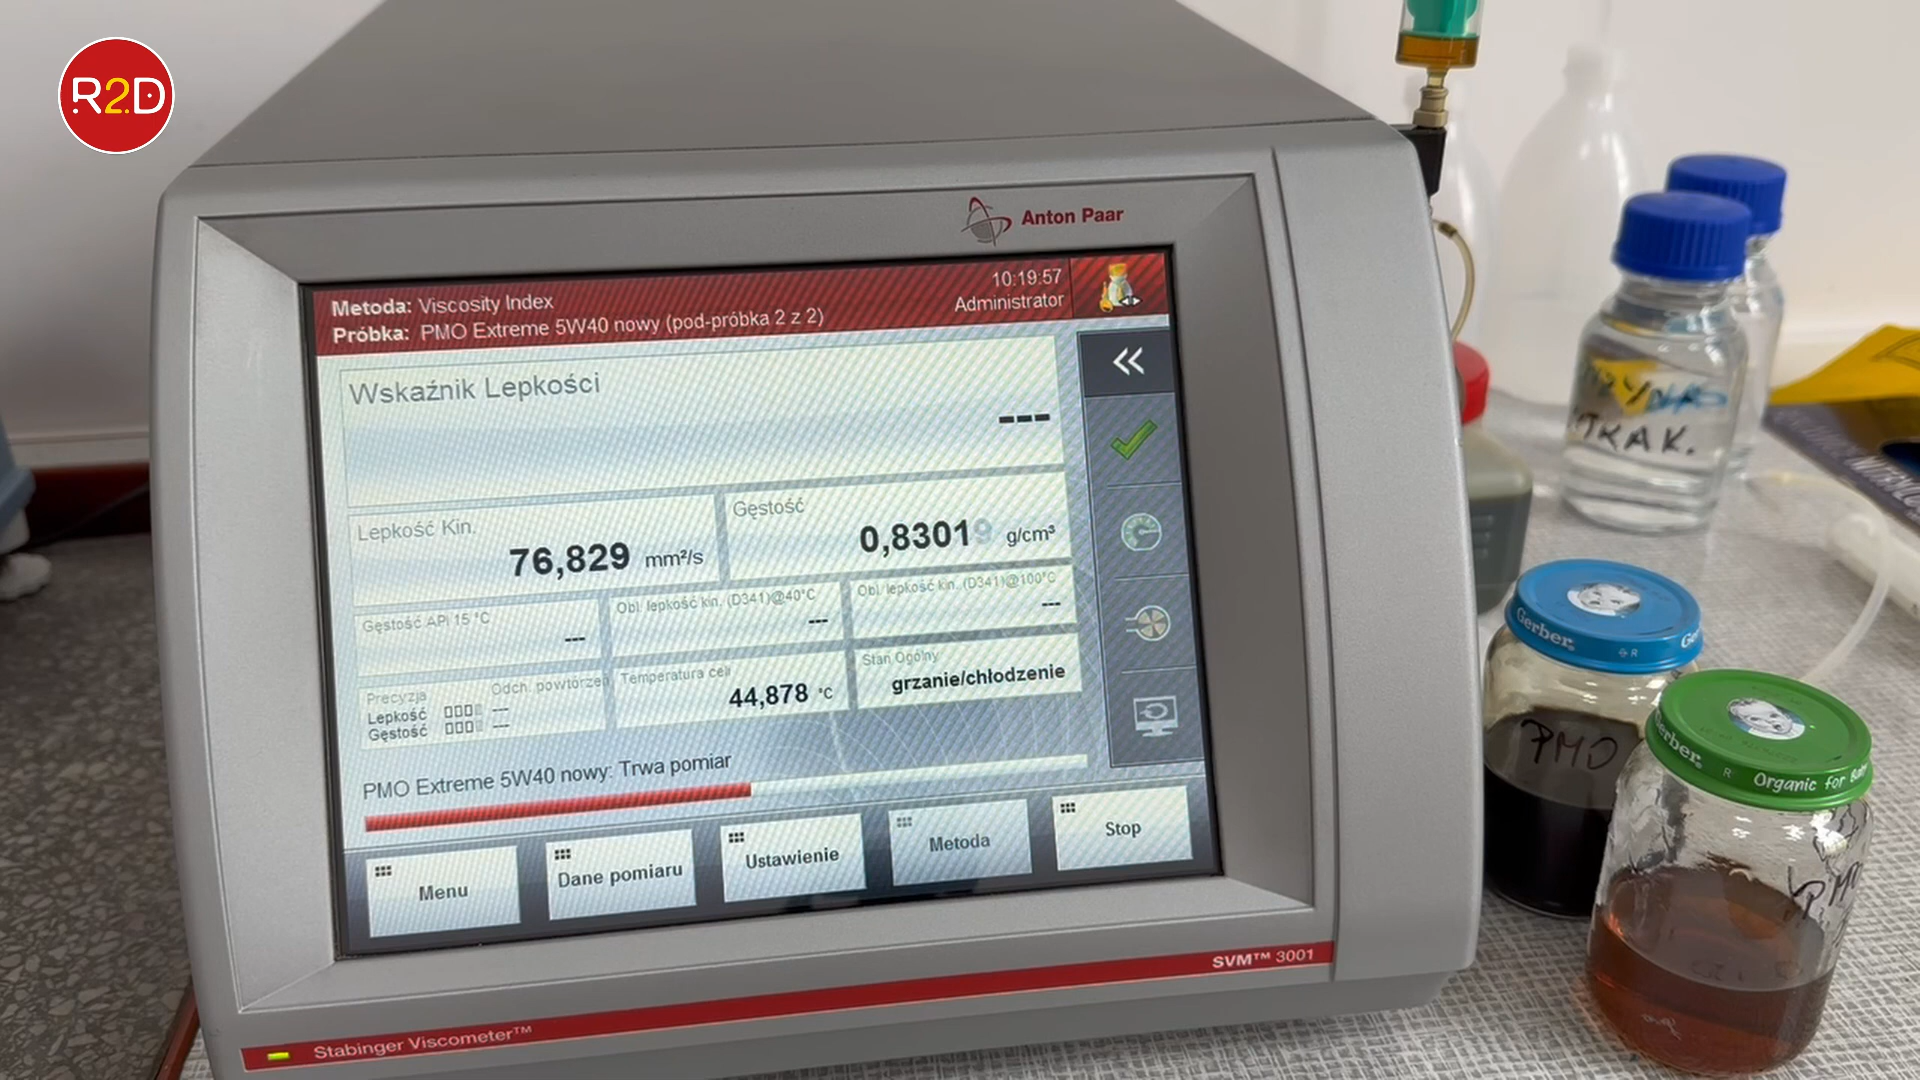 R2D
Anton Paar
Metoda: Viscosity Index
10:19:57
Próbka: PMO Extreme 5W40 nowy (pod-próbka 2 z 2)
Administrator
Wskaźnik Lepkości
---
Lepkość Kin.
76,829 mm²/s
Gęstość
0,83019 g/cm³
Gęstość API 15 °C
---
Obl. lepkość kin. (D341)@40°C
---
Obl. lepkość kin. (D341)@100°C
---
Precyzja
Odch. powtórzeń
Lepkość ---
Gęstość ---
Temperatura celi
44,878 °C
Stan Ogólny
grzanie/chłodzenie
PMO Extreme 5W40 nowy: Trwa pomiar
Menu
Dane pomiaru
Ustawienie
Metoda
Stop
SVM™ 3001
Stabinger Viscometer™
Gerber®
PMO
Gerber®
Organic for